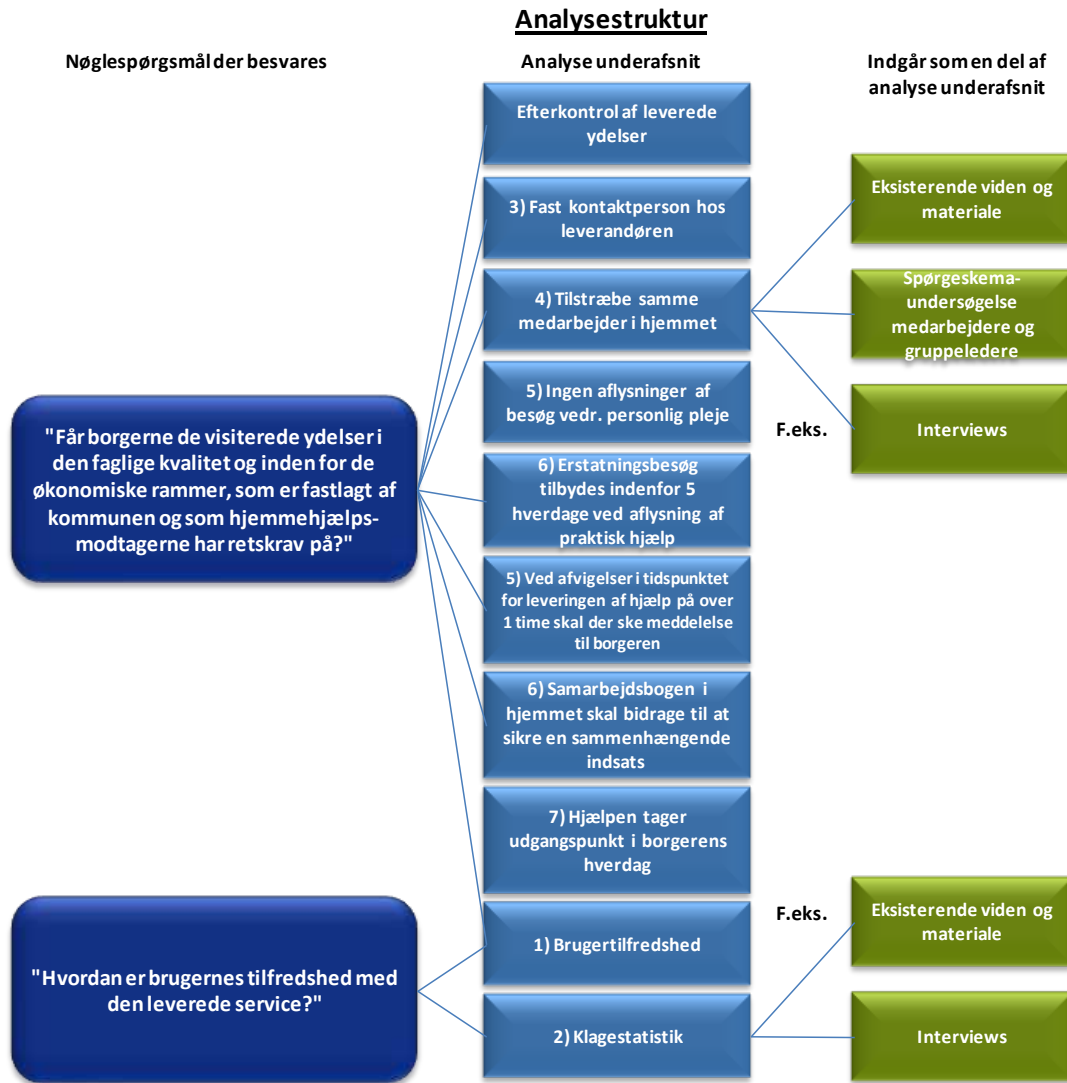 Analysestruktur
Nøglespørgsmål der besvares
Analyse underafsnit
Indgår som en del af
analyse underafsnit
Efterkontrol af leverede
ydelser
3) Fast kontaktperson hos
leverandøren
4) Tilstræbe samme
medarbejder i hjemmet
5) Ingen aflysninger af
besøg vedr. personlig pleje
6) Erstatningsbesøg
tilbydes indenfor 5
hverdage ved aflysning af
praktisk hjælp
5) Ved afvigelser i tidspunktet
for leveringen af hjælp på over
1 time skal der ske meddelelse
til borgeren
6) Samarbejdsbogen i
hjemmet skal bidrage til at
sikre en sammenhængende
indsats
7) Hjælpen tager
udgangspunkt i borgerens
hverdag
1) Brugertilfredshed
2) Klagestatistik
"Får borgerne de visiterede ydelser i
den faglige kvalitet og inden for de
økonomiske rammer, som er fastlagt af
kommunen og som hjemmehjælps-
modtagerne har retskrav på?"
"Hvordan er brugernes tilfredshed med
den leverede service?"
Eksisterende viden og
materiale
Spørgeskema-
undersøgelse
medarbejdere og
gruppeledere
F.eks.
Interviews
F.eks.
Eksisterende viden og
materiale
Interviews